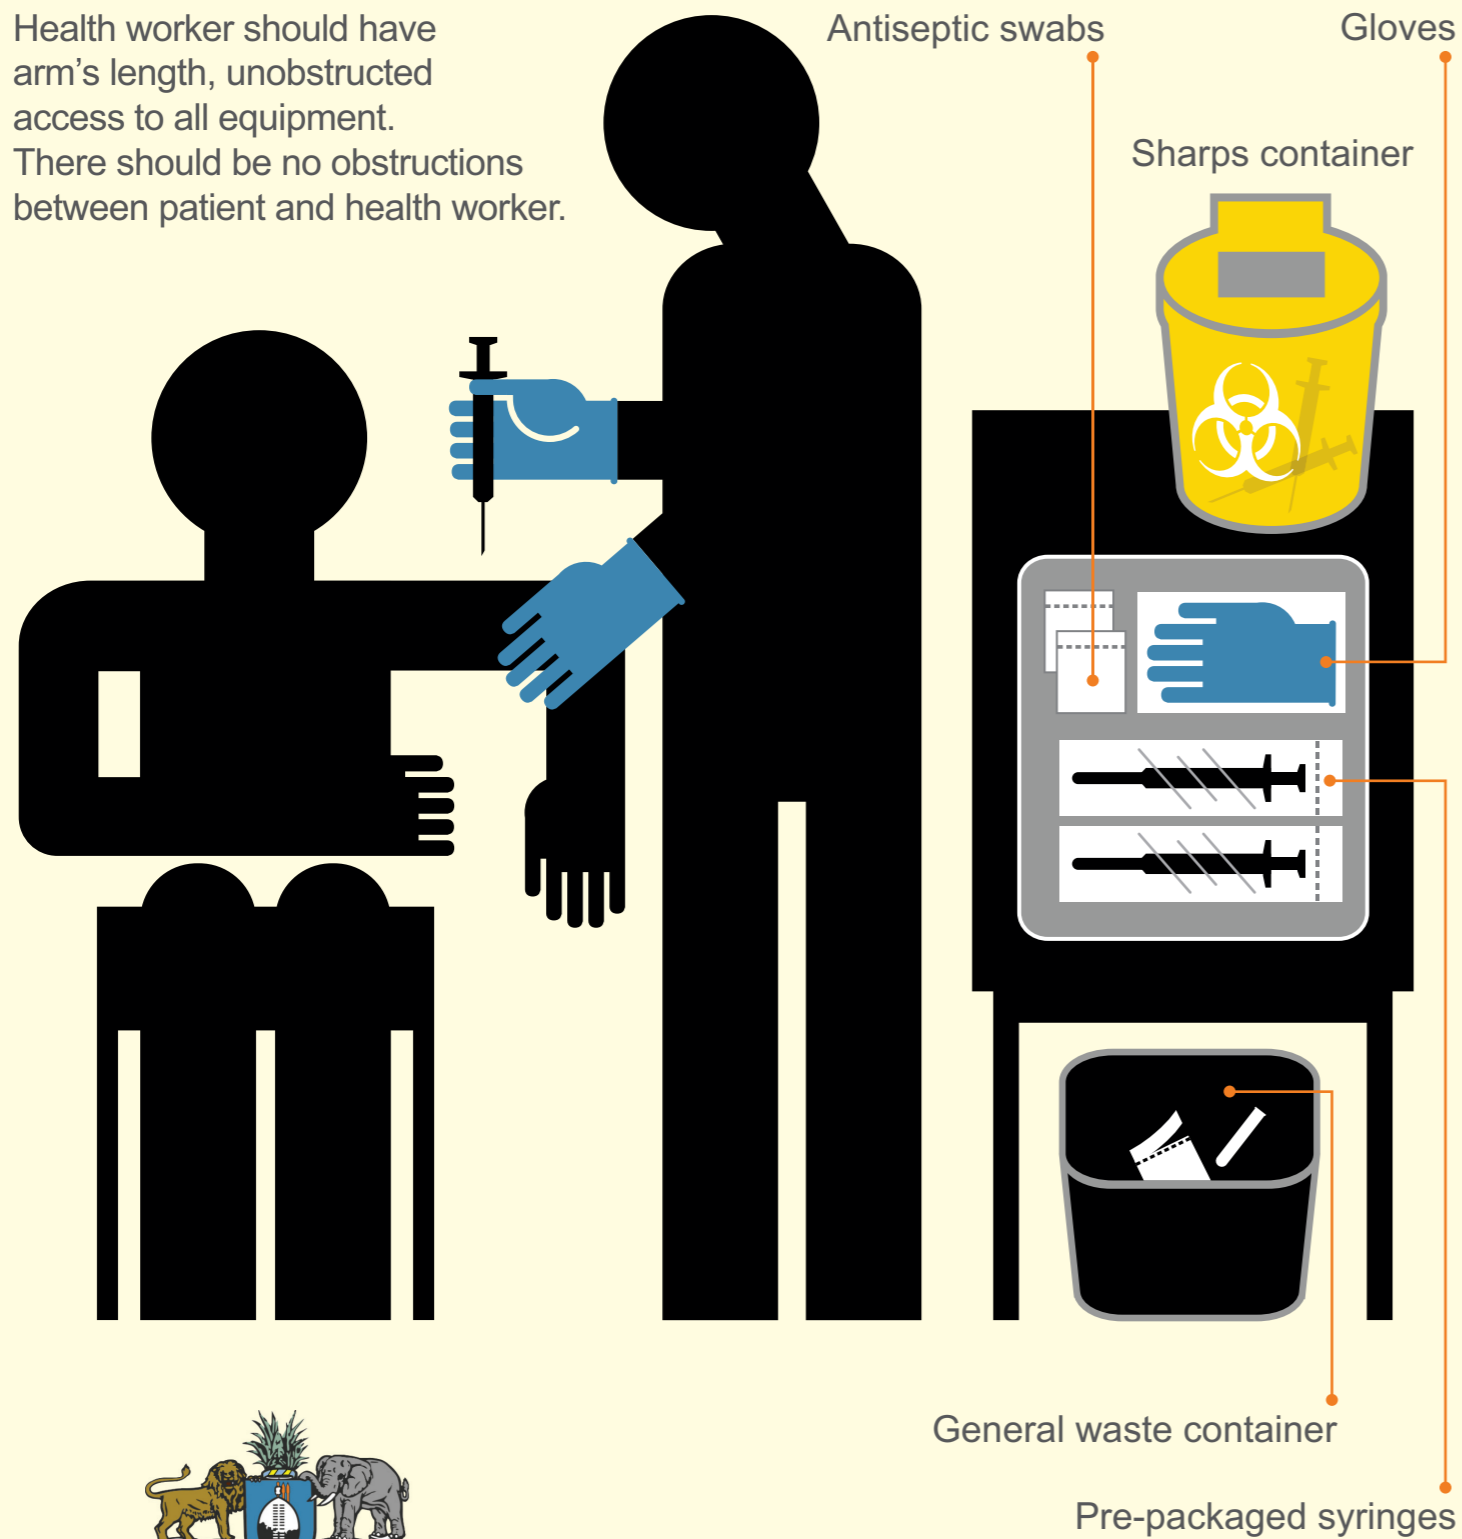 Health worker should have
arm's length, unobstructed
access to all equipment.
There should be no obstructions
between patient and health worker.
Antiseptic swabs
Gloves
Sharps container
General waste container
Pre-packaged syringes